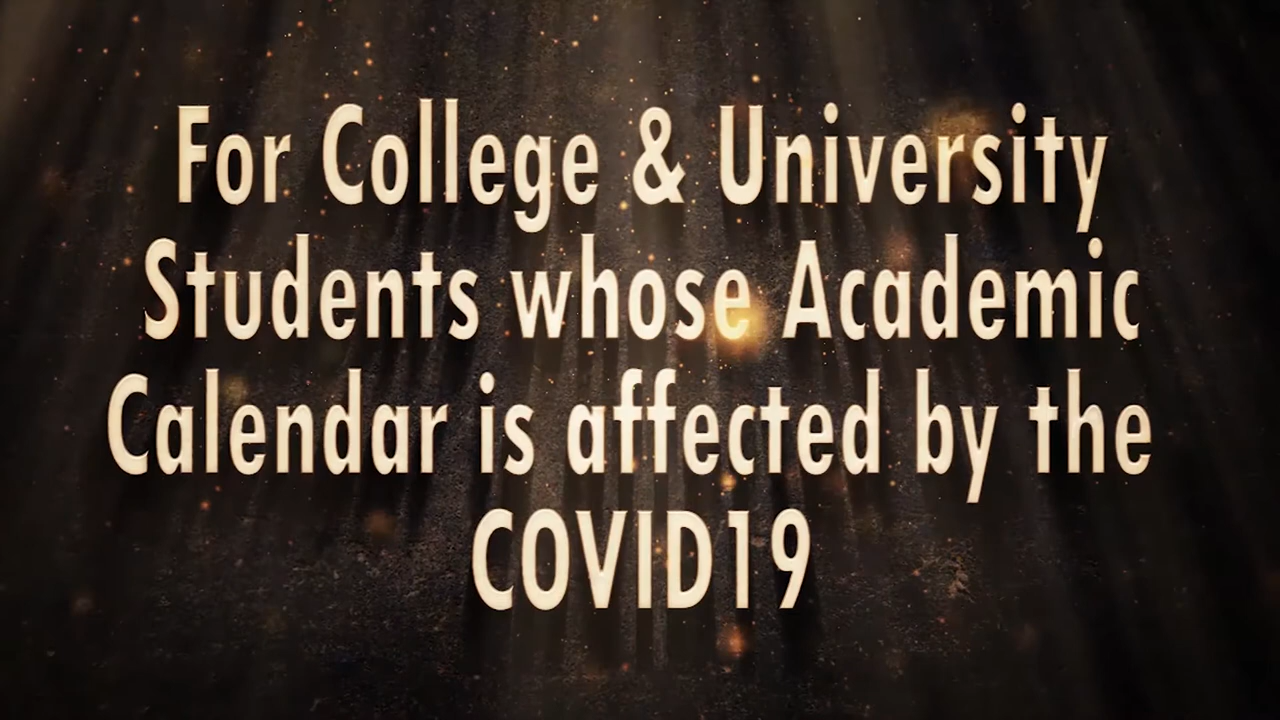 For College & University
Students whose Academic
Calendar is affected by the
COVID19